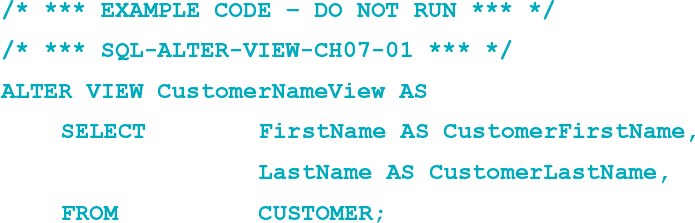 /* *** EXAMPLE CODE – DO NOT RUN *** */
/* *** SQL-ALTER-VIEW-CH07-01 *** */
ALTER VIEW CustomerNameView AS
SELECT FirstName AS CustomerFirstName,
LastName AS CustomerLastName,
FROM CUSTOMER;